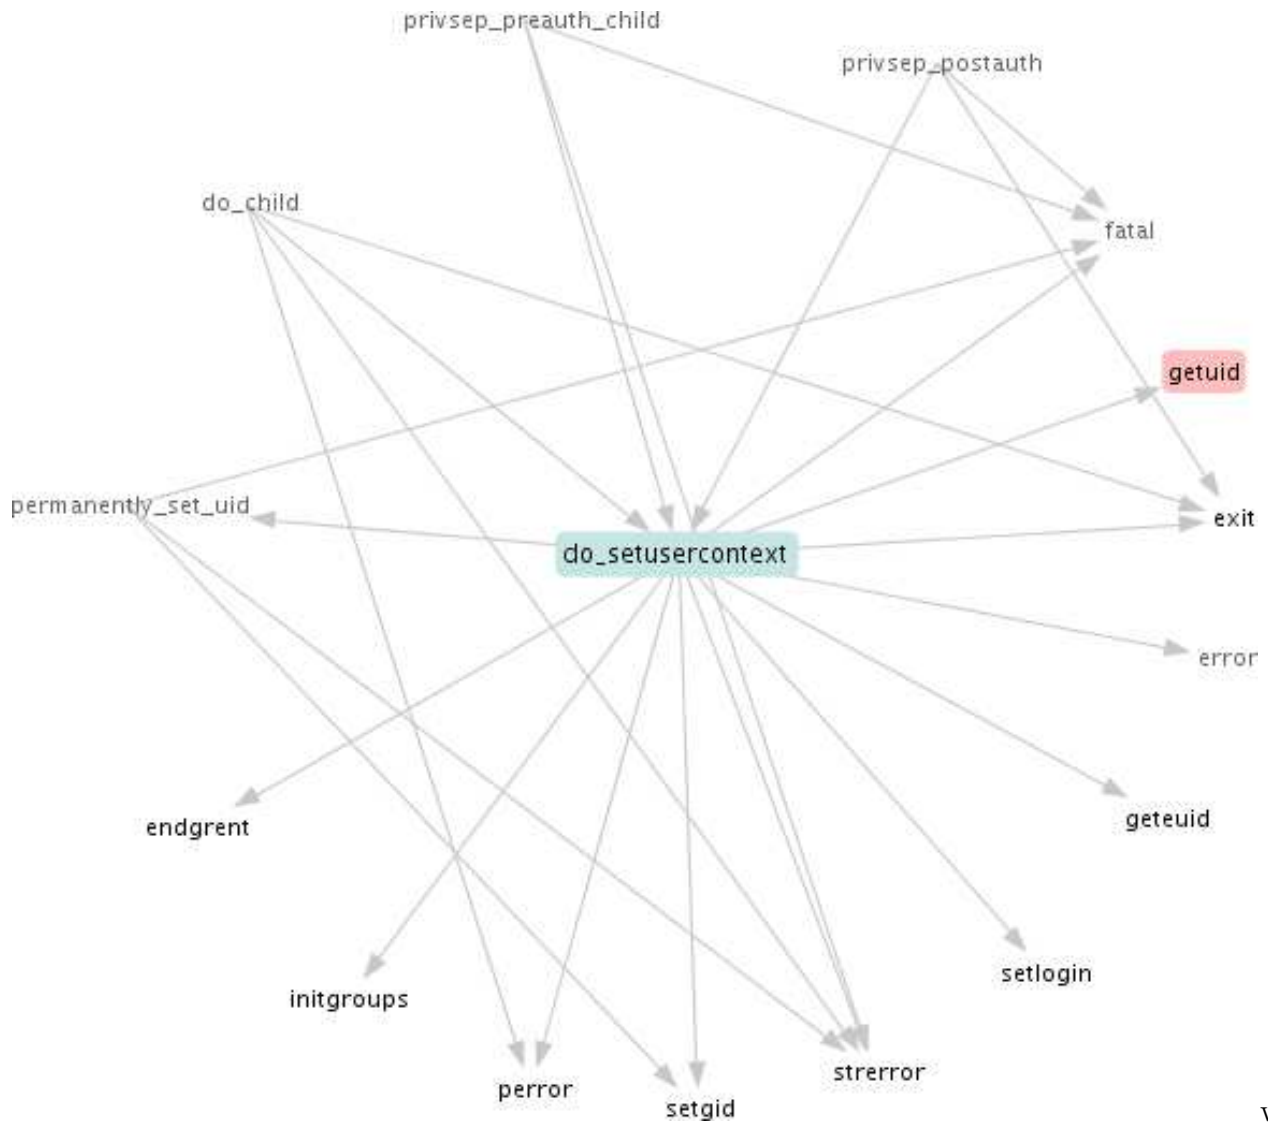 privsep_preauth_child
privsep_postauth
do_child
fatal
getuid
permanently_set_uid
exit
do_setusercontext
error
geteuid
endgrent
setlogin
initgroups
strerror
perror
setgid